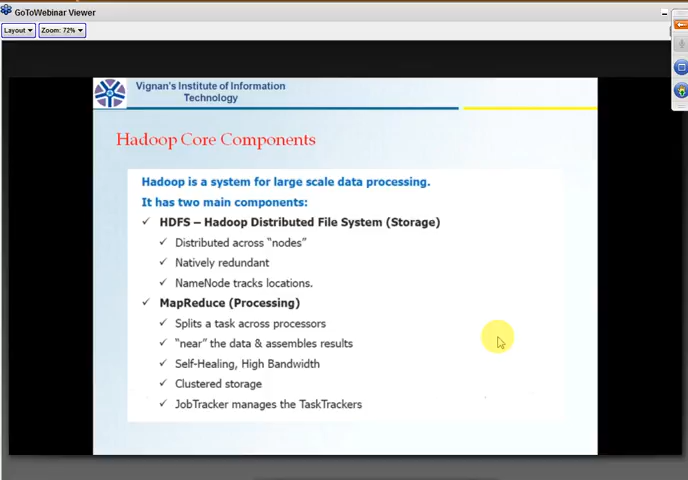 GoToWebinar Viewer
Layout
Zoom: 72%
Vignan's Institute of Information
Technology
Hadoop Core Components
Hadoop is a system for large scale data processing.
It has two main components:
HDFS – Hadoop Distributed File System (Storage)
Distributed across "nodes"
Natively redundant
NameNode tracks locations.
MapReduce (Processing)
Splits a task across processors
"near" the data & assembles results
Self-Healing, High Bandwidth
Clustered storage
JobTracker manages the TaskTrackers